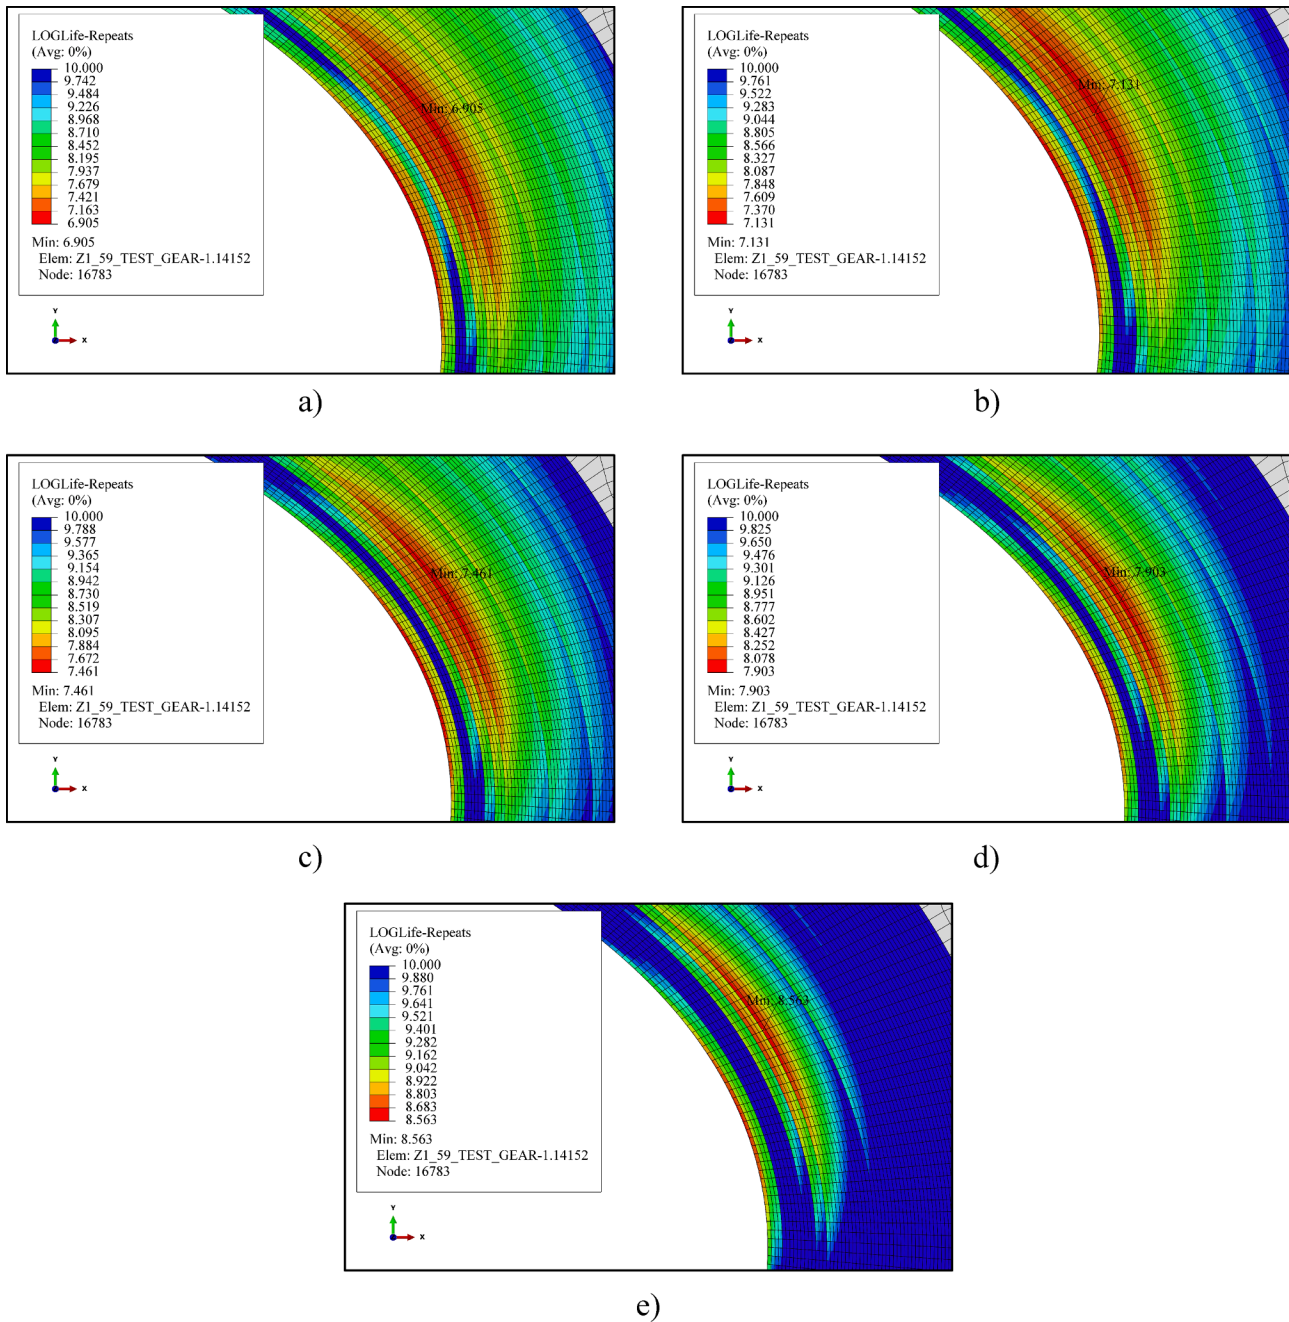 LOGLife-Repeats
(Avg: 0%)
10.000
9.742
9.484
9.226
8.968
8.710
8.452
8.195
7.937
7.679
7.421
7.163
6.905
Min: 6.905
Elem: Z1_59_TEST_GEAR-1.14152
Node: 16783
Y
X
Min: 6.905
a)
LOGLife-Repeats
(Avg: 0%)
10.000
9.761
9.522
9.283
9.044
8.805
8.566
8.327
8.087
7.848
7.609
7.370
7.131
Min: 7.131
Elem: Z1_59_TEST_GEAR-1.14152
Node: 16783
Y
X
Min: 7.131
b)
LOGLife-Repeats
(Avg: 0%)
10.000
9.788
9.577
9.365
9.154
8.942
8.730
8.519
8.307
8.095
7.884
7.672
7.461
Min: 7.461
Elem: Z1_59_TEST_GEAR-1.14152
Node: 16783
Y
X
Min: 7.461
c)
LOGLife-Repeats
(Avg: 0%)
10.000
9.825
9.650
9.476
9.301
9.126
8.951
8.777
8.602
8.427
8.252
8.078
7.903
Min: 7.903
Elem: Z1_59_TEST_GEAR-1.14152
Node: 16783
Y
X
Min: 7.903
d)
LOGLife-Repeats
(Avg: 0%)
10.000
9.880
9.761
9.641
9.521
9.401
9.282
9.162
9.042
8.922
8.803
8.683
8.563
Min: 8.563
Elem: Z1_59_TEST_GEAR-1.14152
Node: 16783
Y
X
Min: 8.563
e)